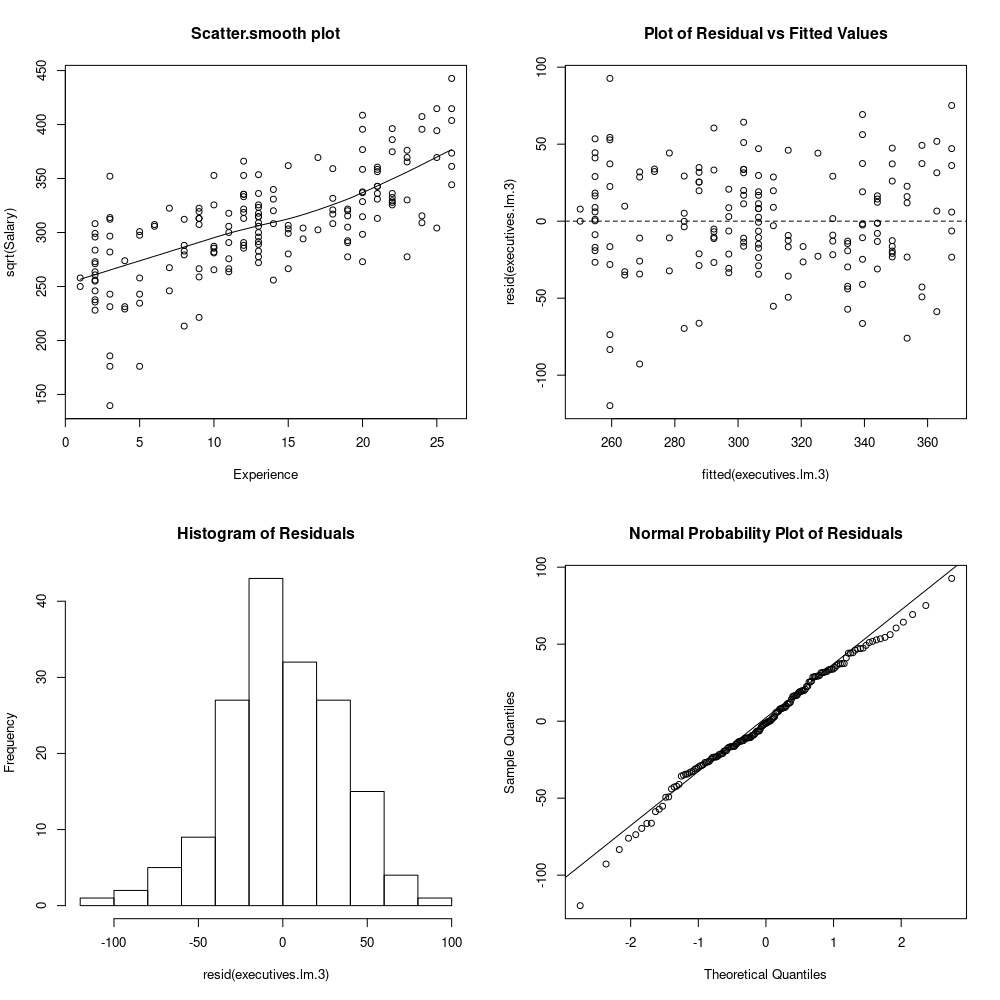 Scatter.smooth plot
sqrt(Salary)
450
400
350
300
250
200
150
0 5 10 15 20 25
Experience
Plot of Residual vs Fitted Values
resid(executives.lm.3)
100
50
0
-50
-100
260 280 300 320 340 360
fitted(executives.lm.3)
Histogram of Residuals
Frequency
40
30
20
10
0
-100 -50 0 50 100
resid(executives.lm.3)
Normal Probability Plot of Residuals
Sample Quantiles
100
50
0
-50
-100
-2 -1 0 1 2
Theoretical Quantiles